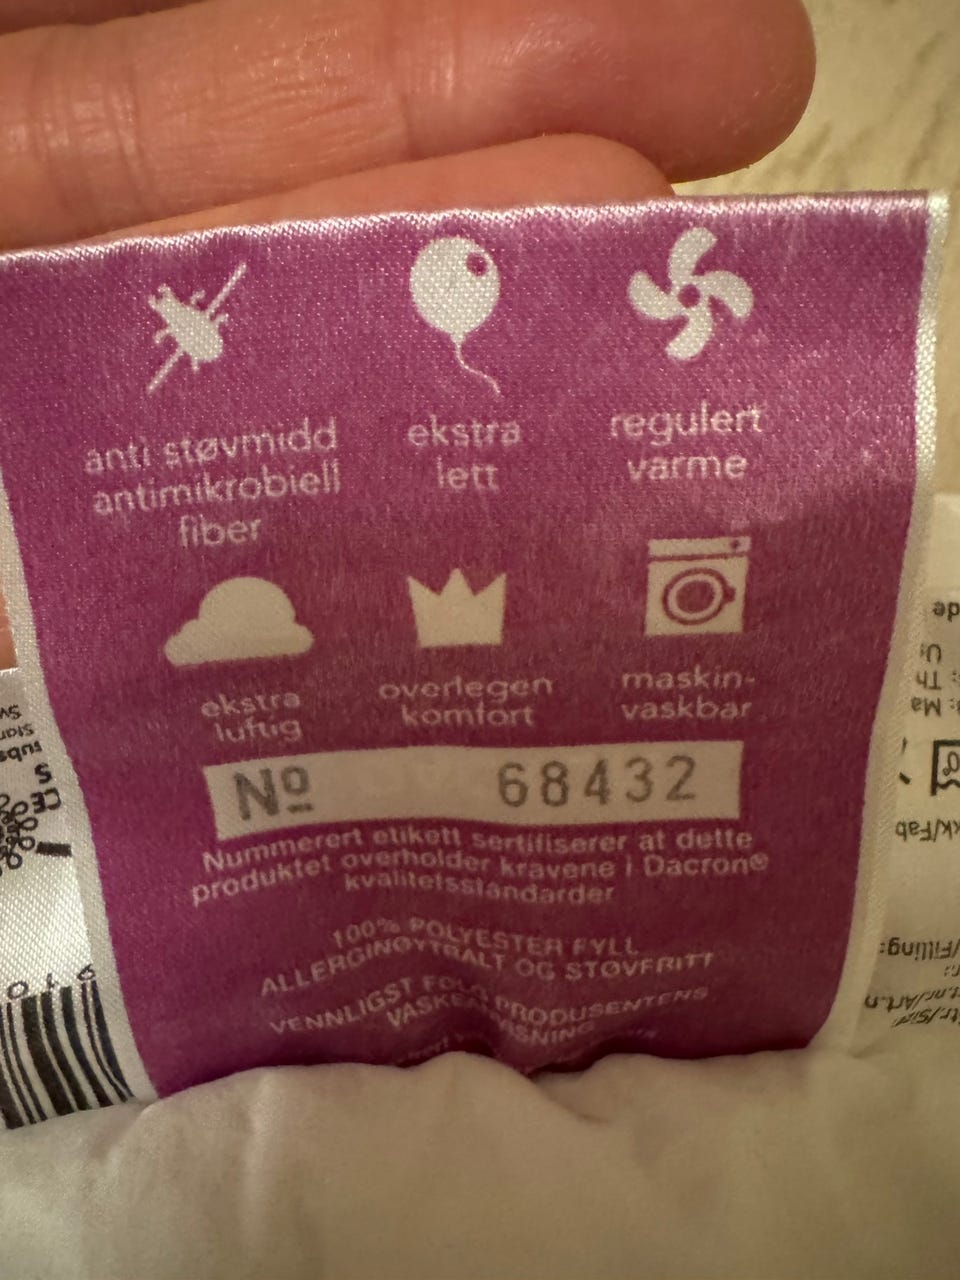 anti støvmidd
antimikrobiell
fiber
ekstra
lett
regulert
varme
ekstra
luftig
overlegen
komfort
maskin-
vaskbar
Nº 68432
Nummerert etikett sertifiserer at dette
produktet overholder kravene i Dacron®
kvalitetsstandarder
100% POLYESTER FYLL
ALLERGINØYTRALT OG STØVFRITT
VENNLIGST FØLG PRODUSENTENS